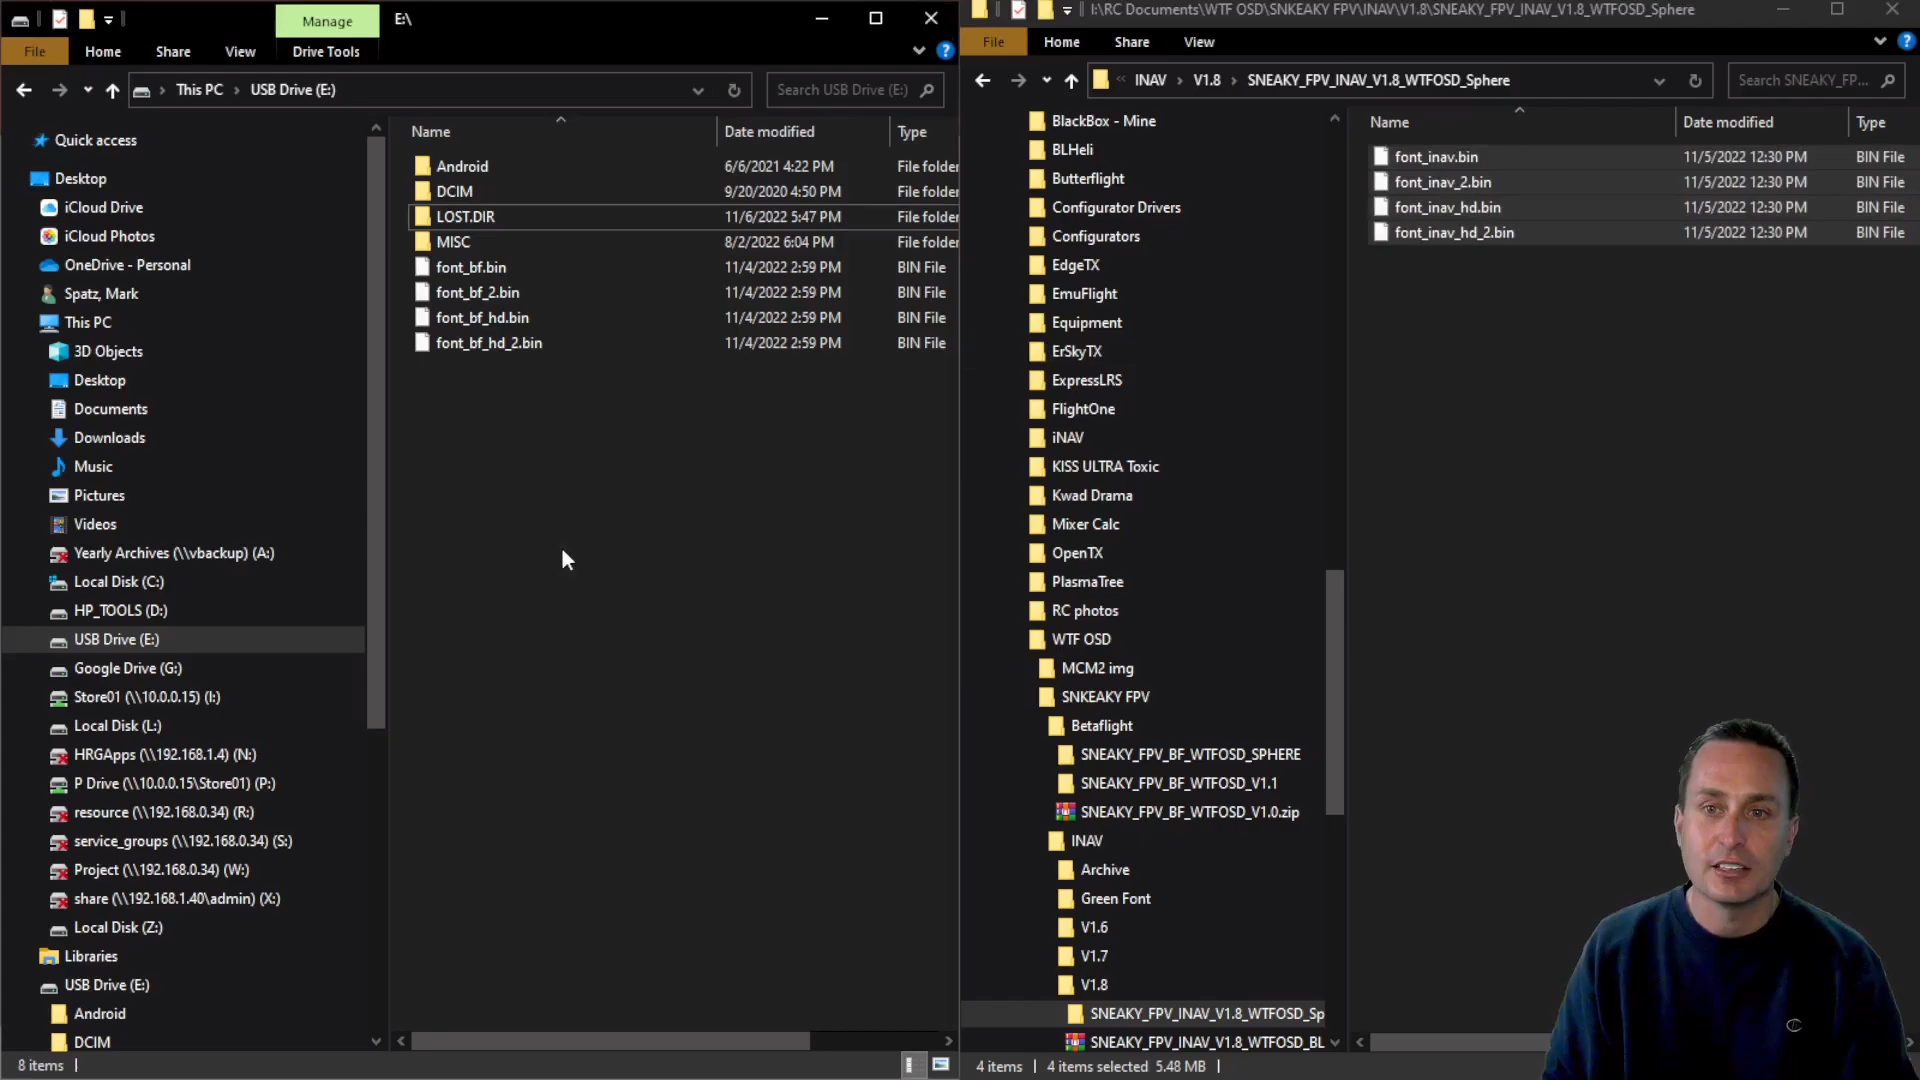 Manage
E:\
File
Home
Share
View
Drive Tools
This PC
USB Drive (E:)
Search USB Drive (E:)
Quick access
Desktop
iCloud Drive
iCloud Photos
OneDrive - Personal
Spatz, Mark
This PC
3D Objects
Desktop
Documents
Downloads
Music
Pictures
Videos
Yearly Archives (\\vbackup) (A:)
Local Disk (C:)
HP_TOOLS (D:)
USB Drive (E:)
Google Drive (G:)
Store01 (\\10.0.0.15) (I:)
Local Disk (L:)
HRGApps (\\192.168.1.4) (N:)
P Drive (\\10.0.0.15\Store01) (P:)
resource (\\192.168.0.34) (R:)
service_groups (\\192.168.0.34) (S:)
Project (\\192.168.0.34) (W:)
share (\\192.168.1.40\admin) (X:)
Local Disk (Z:)
Libraries
USB Drive (E:)
Android
DCIM
Name Date modified Type
Android 6/6/2021 4:22 PM File folder
DCIM 9/20/2020 4:50 PM File folder
LOST.DIR 11/6/2022 5:47 PM File folder
MISC 8/2/2022 6:04 PM File folder
font_bf.bin 11/4/2022 2:59 PM BIN File
font_bf_2.bin 11/4/2022 2:59 PM BIN File
font_bf_hd.bin 11/4/2022 2:59 PM BIN File
font_bf_hd_2.bin 11/4/2022 2:59 PM BIN File
8 items
I:\RC Documents\WTF OSD\SNKEAKY FPV\INAV\V1.8\SNEAKY_FPV_INAV_V1.8_WTFOSD_Sphere
File
Home
Share
View
INAV
V1.8
SNEAKY_FPV_INAV_V1.8_WTFOSD_Sphere
Search SNEAKY_FP...
BlackBox - Mine
BLHeli
Butterflight
Configurator Drivers
Configurators
EdgeTX
EmuFlight
Equipment
ErSkyTX
ExpressLRS
FlightOne
iNAV
KISS ULTRA Toxic
Kwad Drama
Mixer Calc
OpenTX
PlasmaTree
RC photos
WTF OSD
MCM2 img
SNKEAKY FPV
Betaflight
SNEAKY_FPV_BF_WTFOSD_SPHERE
SNEAKY_FPV_BF_WTFOSD_V1.1
SNEAKY_FPV_BF_WTFOSD_V1.0.zip
INAV
Archive
Green Font
V1.6
V1.7
V1.8
SNEAKY_FPV_INAV_V1.8_WTFOSD_Sp
SNEAKY_FPV_INAV_V1.8_WTFOSD_BL
Name Date modified Type
font_inav.bin 11/5/2022 12:30 PM BIN File
font_inav_2.bin 11/5/2022 12:30 PM BIN File
font_inav_hd.bin 11/5/2022 12:30 PM BIN File
font_inav_hd_2.bin 11/5/2022 12:30 PM BIN File
4 items
4 items selected 5.48 MB